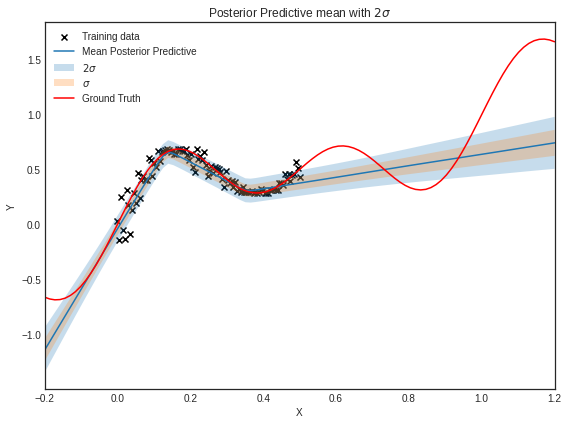 Posterior Predictive mean with 2σ
Training data
Mean Posterior Predictive
2σ
σ
Ground Truth
Y
1.5
1.0
0.5
0.0
−0.5
−1.0
−0.2 0.0 0.2 0.4 0.6 0.8 1.0 1.2
X